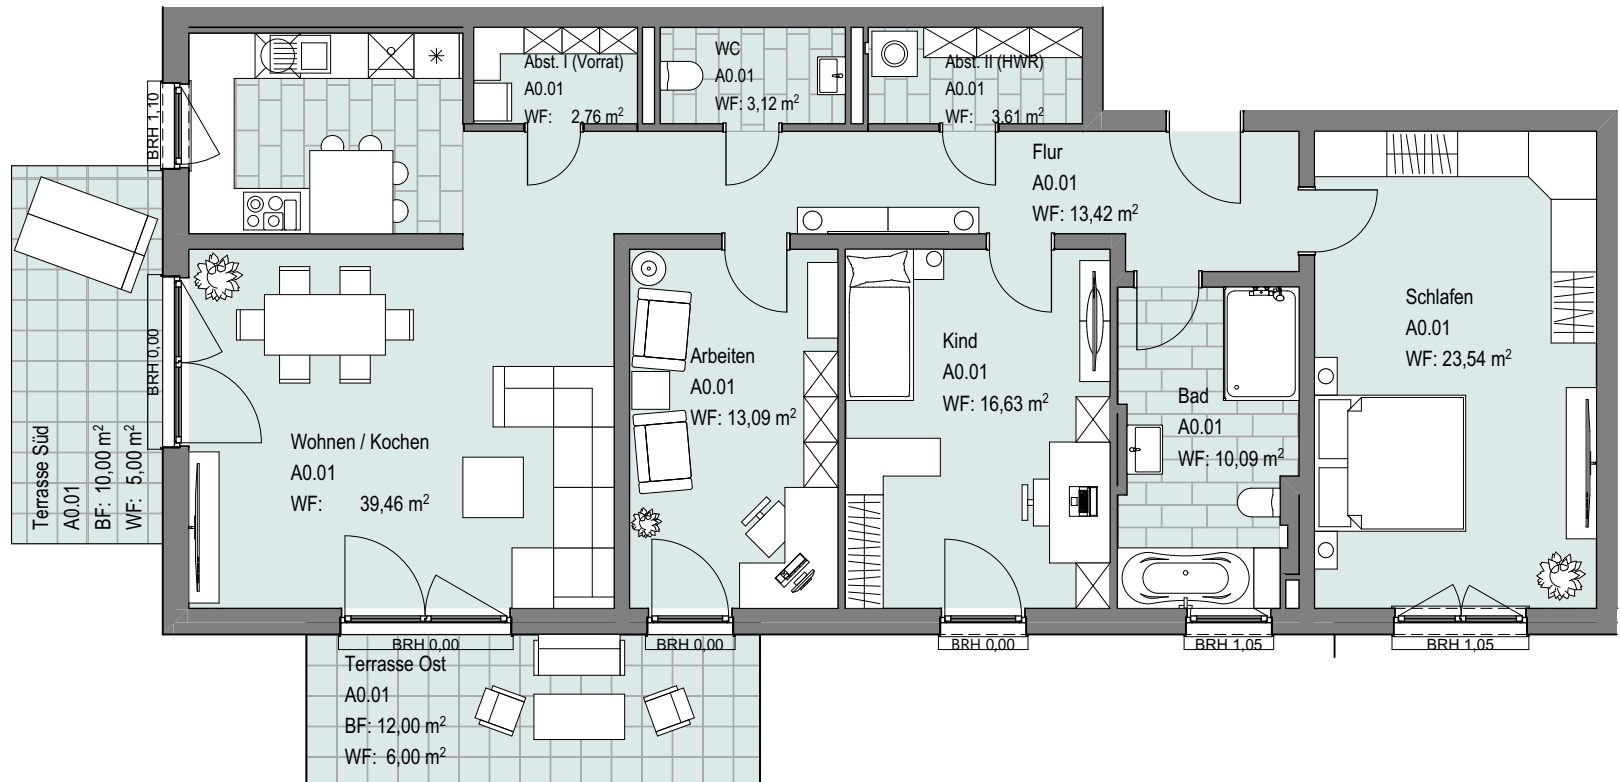 Abst. I (Vorrat)
A0.01
WF: 2,76 m²
WC
A0.01
WF: 3,12 m²
Abst. II (HWR)
A0.01
WF: 3,61 m²
BRH 1,10
Flur
A0.01
WF: 13,42 m²
Schlafen
A0.01
WF: 23,54 m²
Kind
A0.01
WF: 16,63 m²
Arbeiten
A0.01
WF: 13,09 m²
Bad
A0.01
WF: 10,09 m²
BRH 0,00
Wohnen / Kochen
A0.01
WF: 39,46 m²
Terrasse Süd
A0.01
BF: 10,00 m²
WF: 5,00 m²
BRH 0,00
BRH 0,00
BRH 0,00
BRH 1,05
BRH 1,05
Terrasse Ost
A0.01
BF: 12,00 m²
WF: 6,00 m²